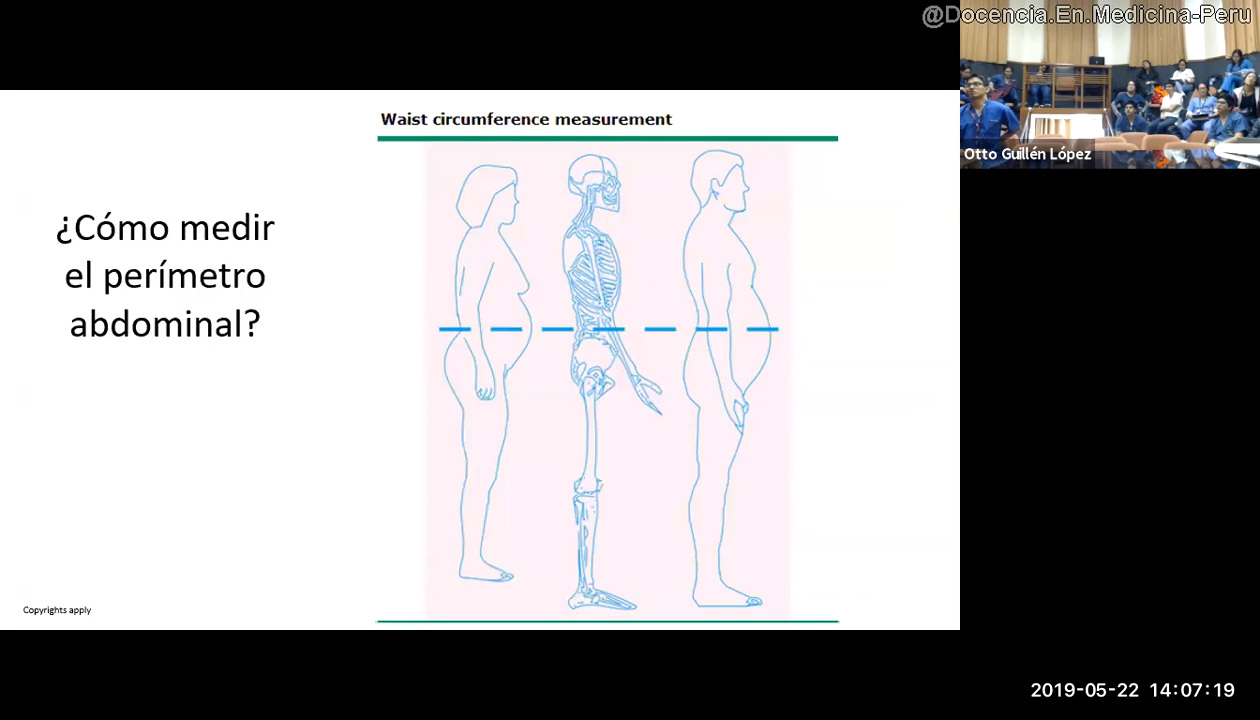 @Docencia.En.Medicina-Peru
Waist circumference measurement
¿Cómo medir
el perímetro
abdominal?
Otto Guillén López
Copyrights apply
2019-05-22 14:07:19